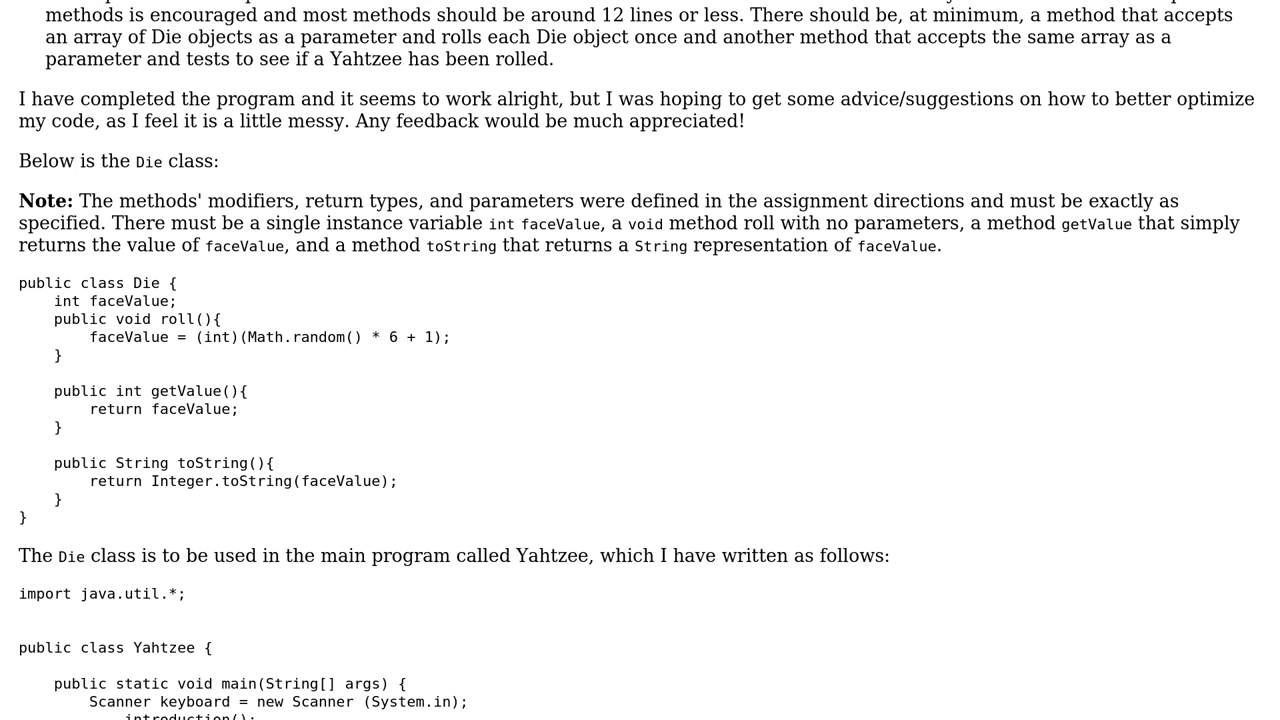 methods is encouraged and most methods should be around 12 lines or less. There should be, at minimum, a method that accepts
an array of Die objects as a parameter and rolls each Die object once and another method that accepts the same array as a
parameter and tests to see if a Yahtzee has been rolled.
I have completed the program and it seems to work alright, but I was hoping to get some advice/suggestions on how to better optimize
my code, as I feel it is a little messy. Any feedback would be much appreciated!
Below is the Die class:
Note: The methods' modifiers, return types, and parameters were defined in the assignment directions and must be exactly as
specified. There must be a single instance variable int faceValue, a void method roll with no parameters, a method getValue that simply
returns the value of faceValue, and a method toString that returns a String representation of faceValue.
public class Die {
    int faceValue;
    public void roll(){
        faceValue = (int)(Math.random() * 6 + 1);
    }
    public int getValue(){
        return faceValue;
    }
    public String toString(){
        return Integer.toString(faceValue);
    }
}
The Die class is to be used in the main program called Yahtzee, which I have written as follows:
import java.util.*;
public class Yahtzee {
    public static void main(String[] args) {
        Scanner keyboard = new Scanner (System.in);
            introduction();